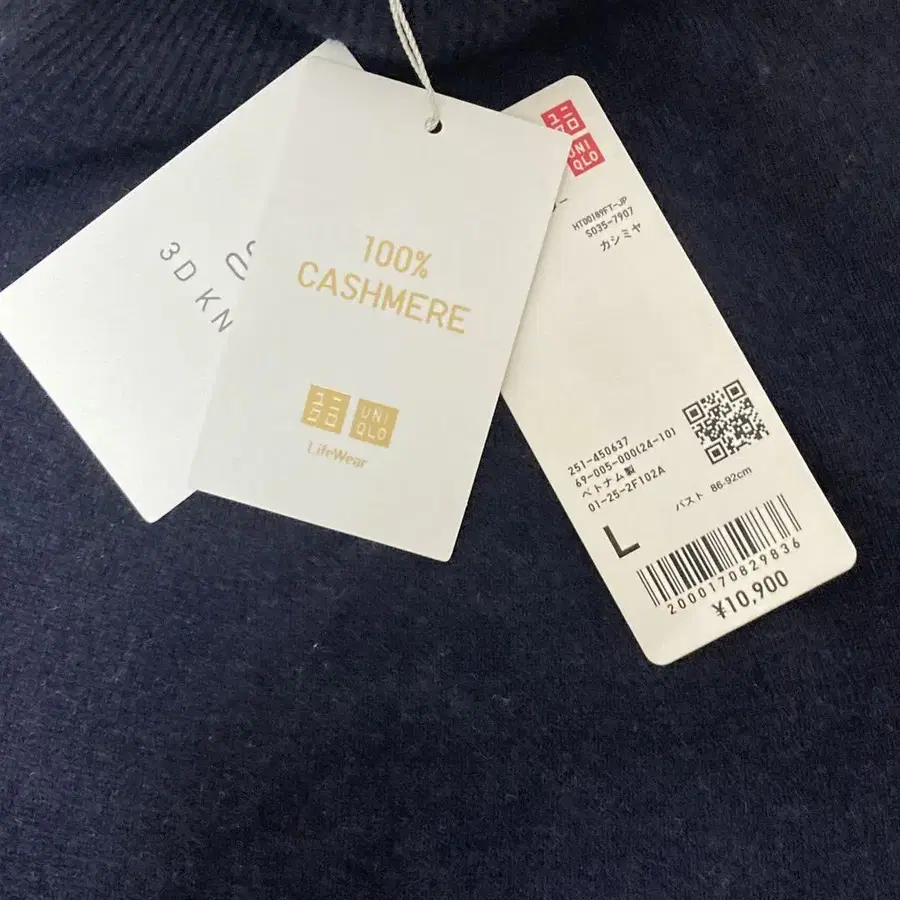 3D KN
100%
CASHMERE
ユニ
クロ
UNI
QLO
LifeWear
ユニ
クロ
UNI
QLO
HT00189FT-JP
S035-7907
カシミヤ
251-450637
69-005-000(24-10)
ベトナム製
01-25-2F102A
バスト 86-92cm
L
2000170829836
¥10,900